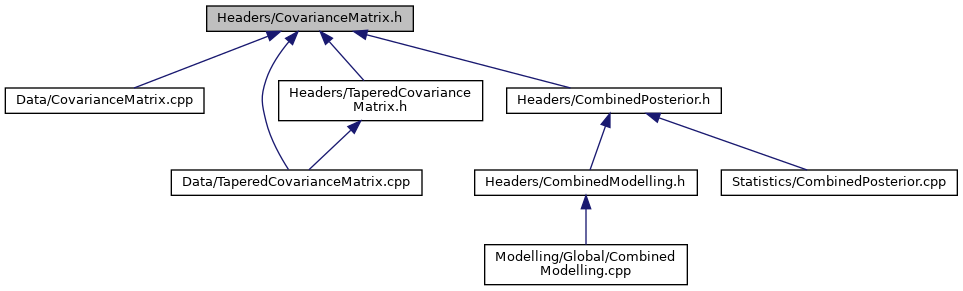 Headers/CovarianceMatrix.h
Data/CovarianceMatrix.cpp
Headers/TaperedCovariance
Matrix.h
Headers/CombinedPosterior.h
Data/TaperedCovarianceMatrix.cpp
Headers/CombinedModelling.h
Statistics/CombinedPosterior.cpp
Modelling/Global/Combined
Modelling.cpp